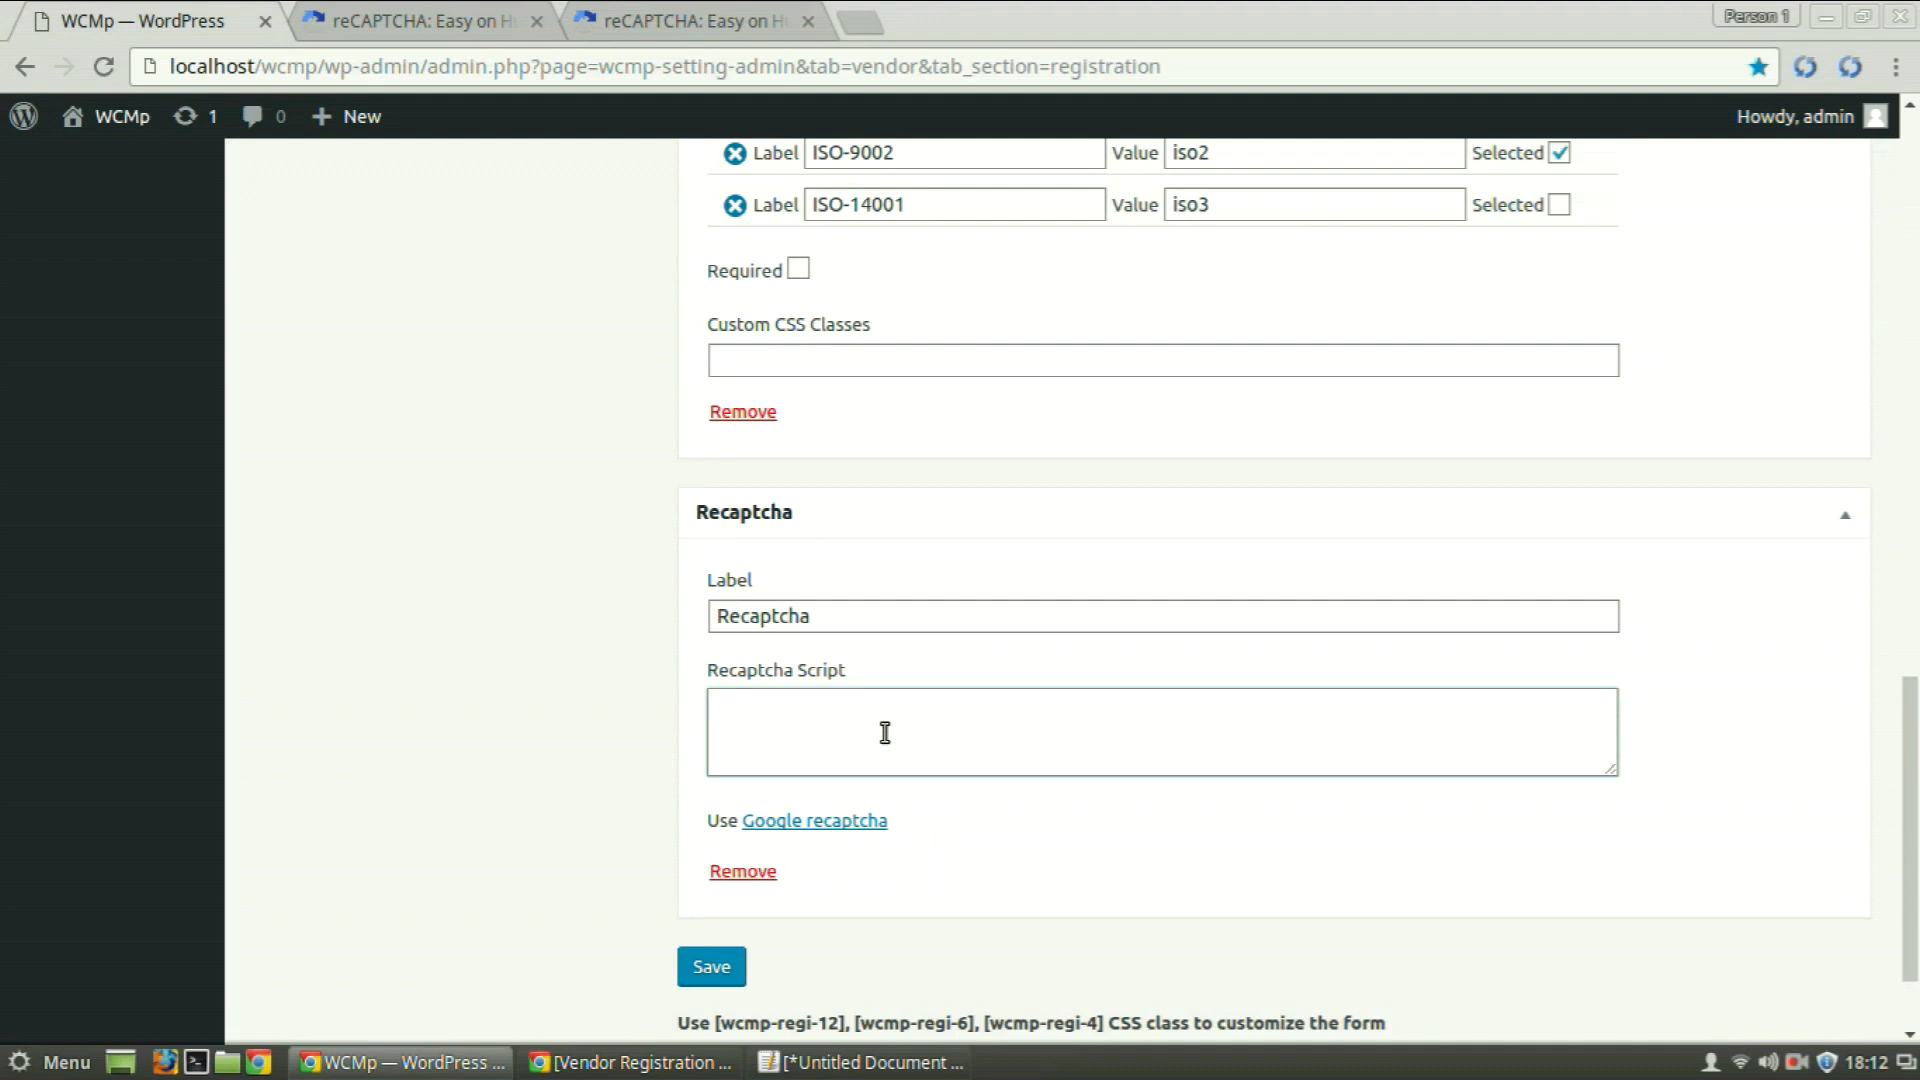 WCMp — WordPress
reCAPTCHA: Easy on H
reCAPTCHA: Easy on H
Person 1
localhost/wcmp/wp-admin/admin.php?page=wcmp-setting-admin&tab=vendor&tab_section=registration
WCMp 1 0 New Howdy, admin
Label ISO-9002 Value iso2 Selected
Label ISO-14001 Value iso3 Selected
Required
Custom CSS Classes
Remove
Recaptcha
Label
Recaptcha
Recaptcha Script
Use Google recaptcha
Remove
Save
Use [wcmp-regi-12], [wcmp-regi-6], [wcmp-regi-4] CSS class to customize the form
Menu WCMp — WordPress ... [Vendor Registration ... [*Untitled Document ... 18:12